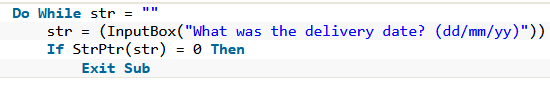 Do While str = ""
str = (InputBox("What was the delivery date? (dd/mm/yy)"))
If StrPtr(str) = 0 Then
Exit Sub